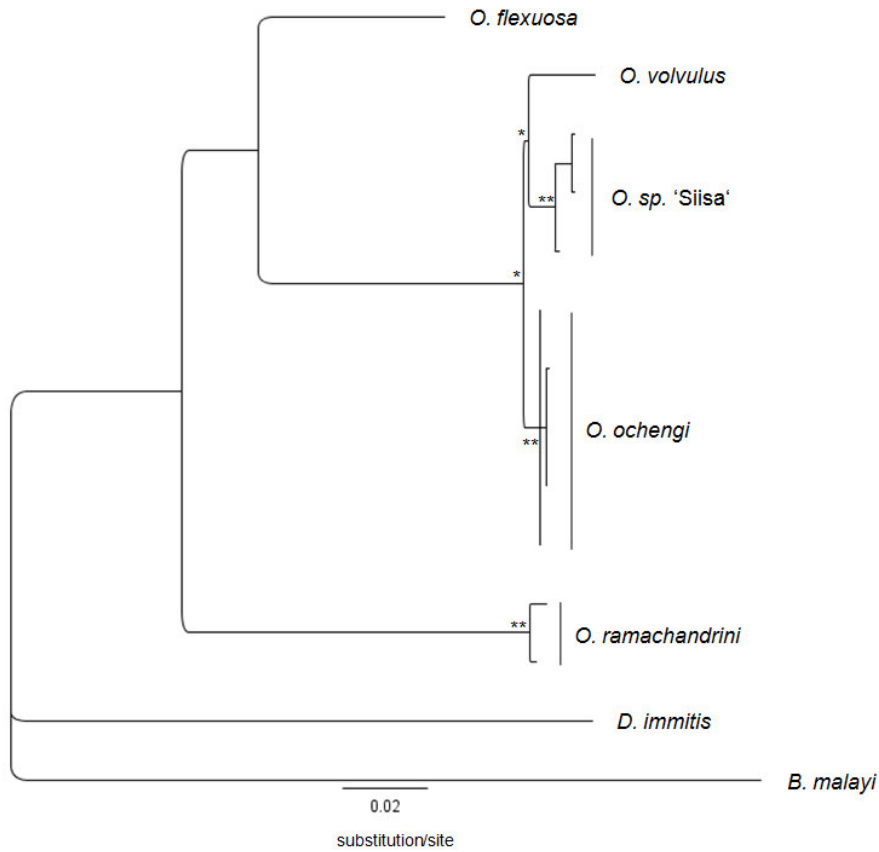 O. flexuosa
O. volvulus
*
**
O. sp. ‘Siisa‘
*
O. ochengi
**
**
O. ramachandrini
D. immitis
B. malayi
0.02
substitution/site